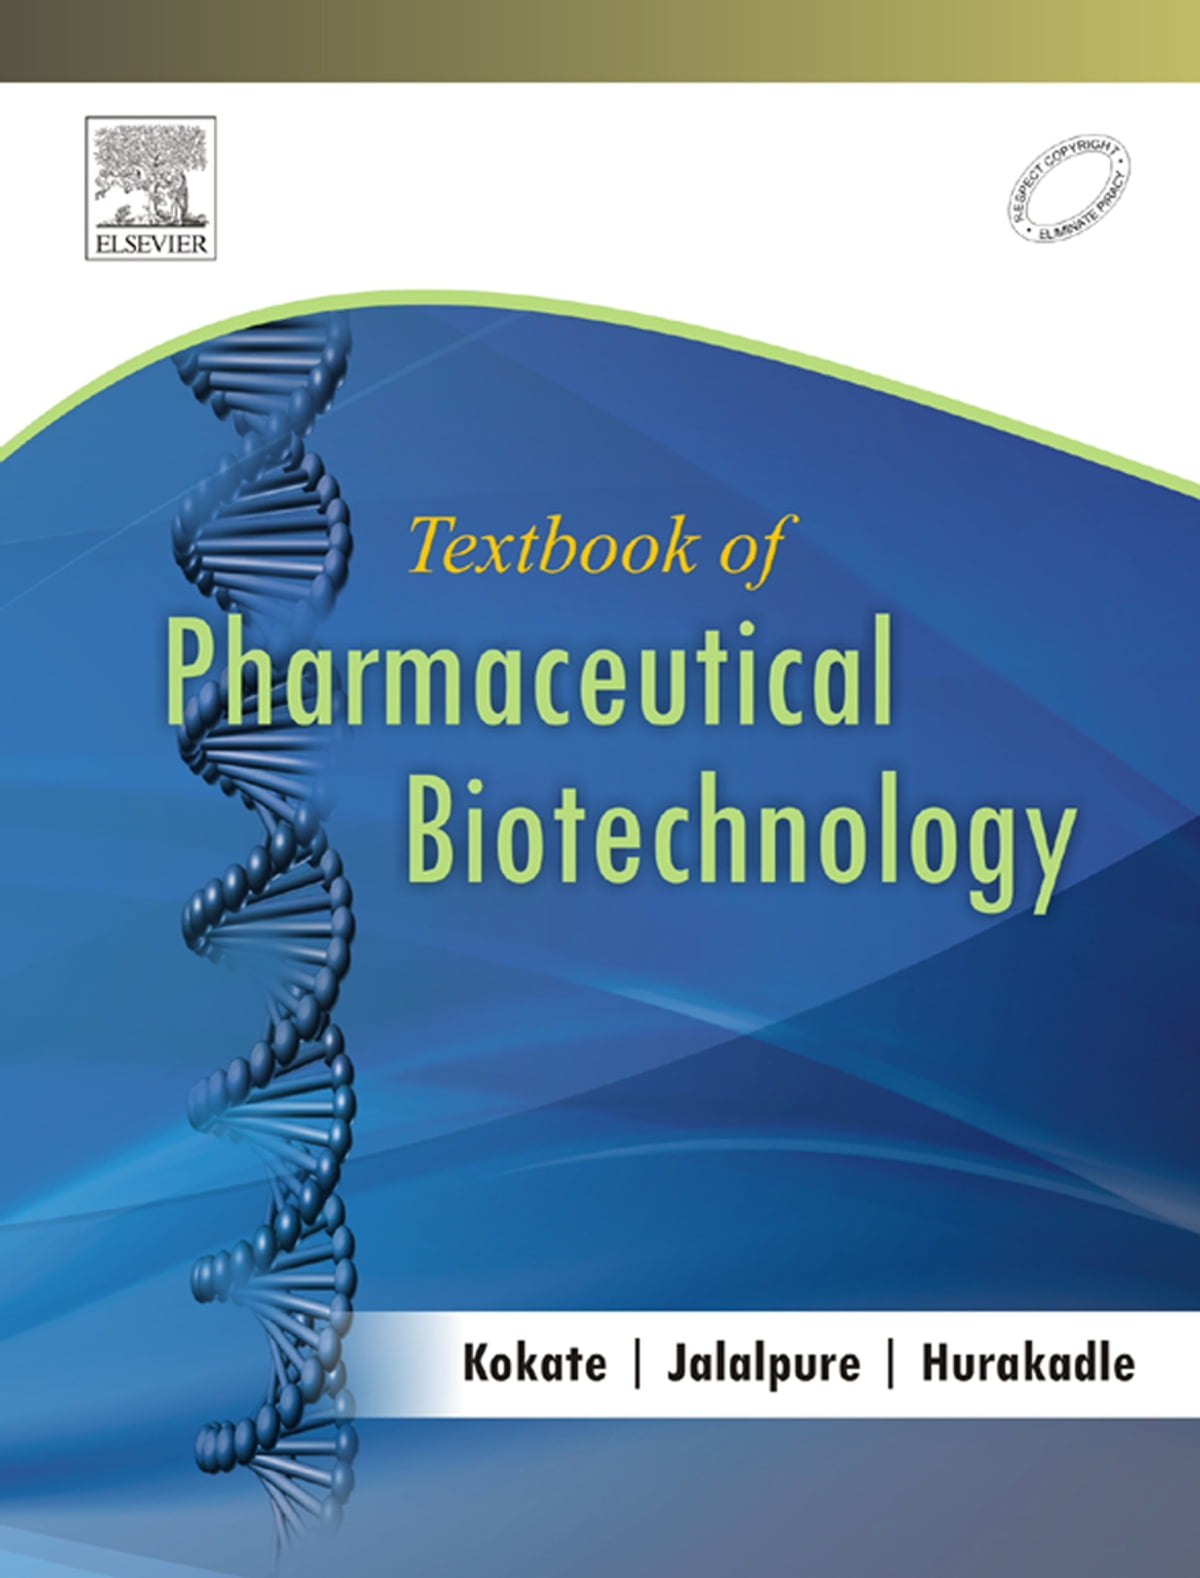 ELSEVIER
RESPECT COPYRIGHT •
• ELIMINATE PIRACY
Textbook of
Pharmaceutical
Biotechnology
Kokate | Jalalpure | Hurakadle